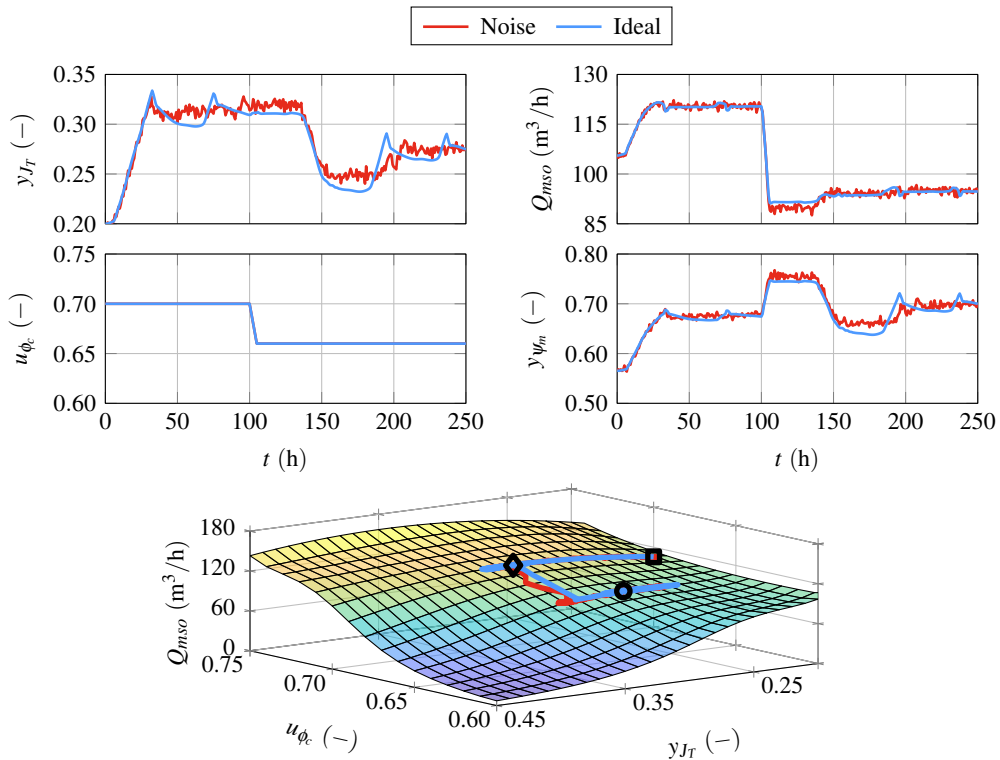 Noise Ideal
0.35
0.30
0.25
0.20
y_{J_T} (−)
130
115
100
85
Q_{mso} (m³/h)
0.75
0.70
0.65
0.60
u_{ϕ_c} (−)
0 50 100 150 200 250
t (h)
0.80
0.70
0.60
0.50
y_{Ψ_m} (−)
0 50 100 150 200 250
t (h)
180
120
60
0
Q_{mso} (m³/h)
0.75
0.70
0.65
0.60
u_{ϕ_c} (−)
0.45
0.35
0.25
y_{J_T} (−)